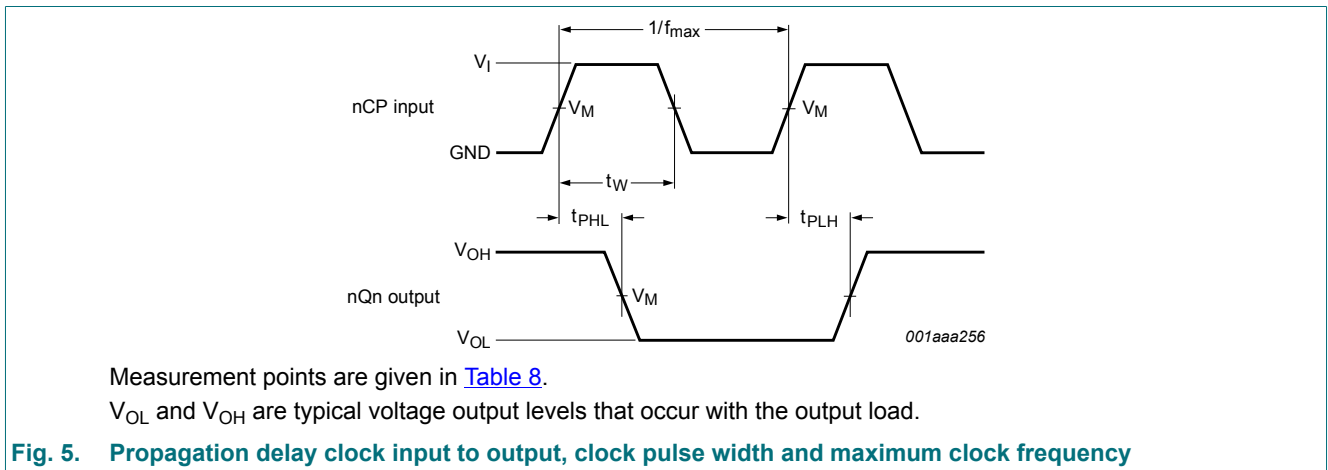 1/fmax
VI
nCP input
VM
VM
GND
tW
tPHL
tPLH
VOH
nQn output
VM
VOL
001aaa256
Measurement points are given in Table 8.
VOL and VOH are typical voltage output levels that occur with the output load.
Fig. 5. Propagation delay clock input to output, clock pulse width and maximum clock frequency